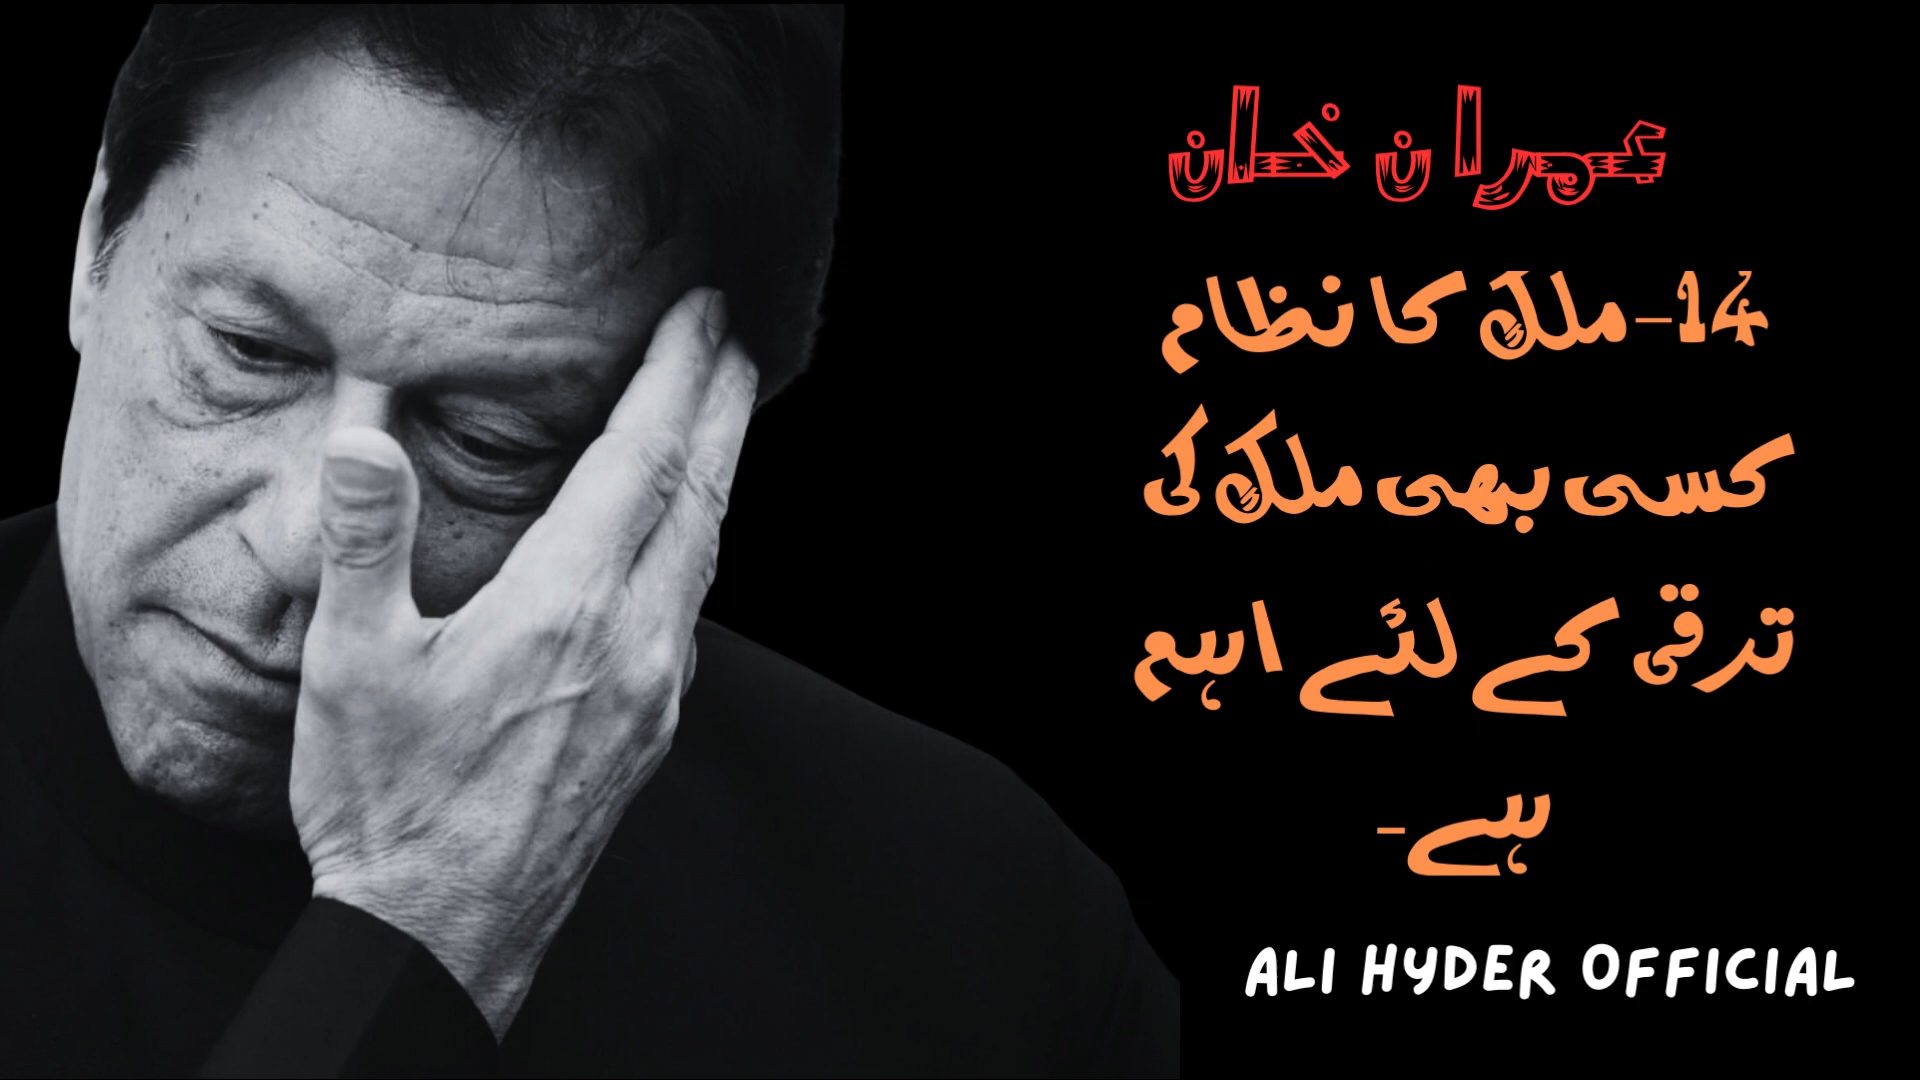 عمران خان
14-ملک کا نظام
کسی بھی ملک کی
ترقی کے لئے اہم
ہے-
ALI HYDER OFFICIAL